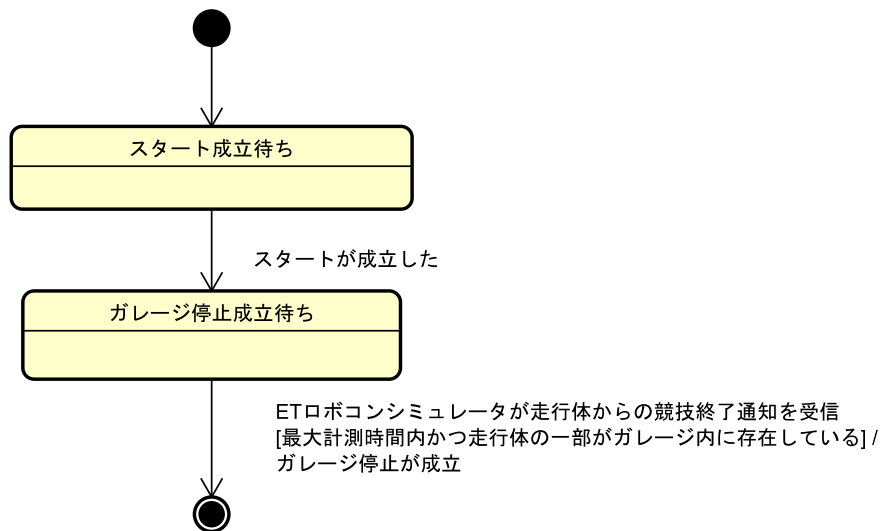 スタート成立待ち
スタートが成立した
ガレージ停止成立待ち
ETロボコンシミュレータが走行体からの競技終了通知を受信
[最大計測時間内かつ走行体の一部がガレージ内に存在している] /
ガレージ停止が成立